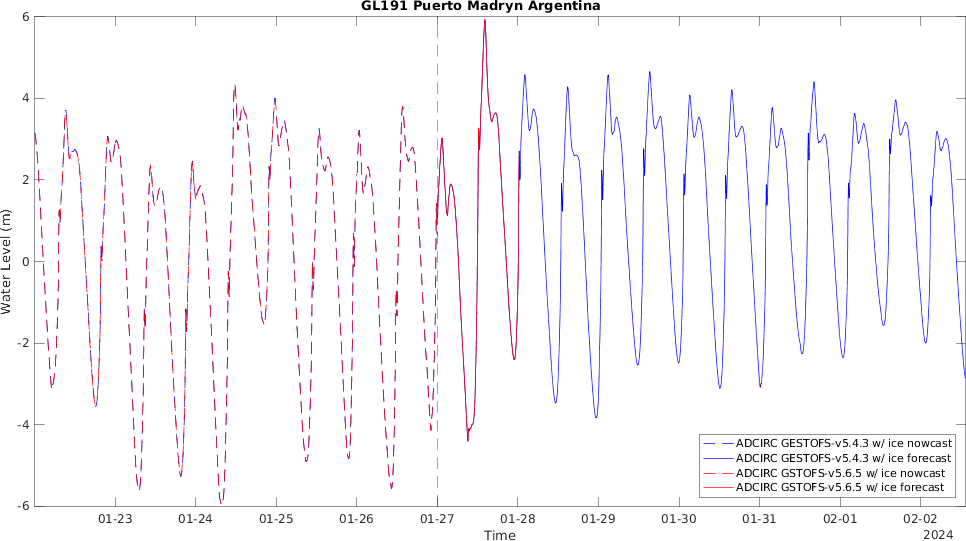 GL191 Puerto Madryn Argentina
Water Level (m)
6
4
2
0
-2
-4
-6
ADCIRC GESTOFS-v5.4.3 w/ ice nowcast
ADCIRC GESTOFS-v5.4.3 w/ ice forecast
ADCIRC GSTOFS-v5.6.5 w/ ice nowcast
ADCIRC GSTOFS-v5.6.5 w/ ice forecast
01-23 01-24 01-25 01-26 01-27 01-28 01-29 01-30 01-31 02-01 02-02
Time
2024